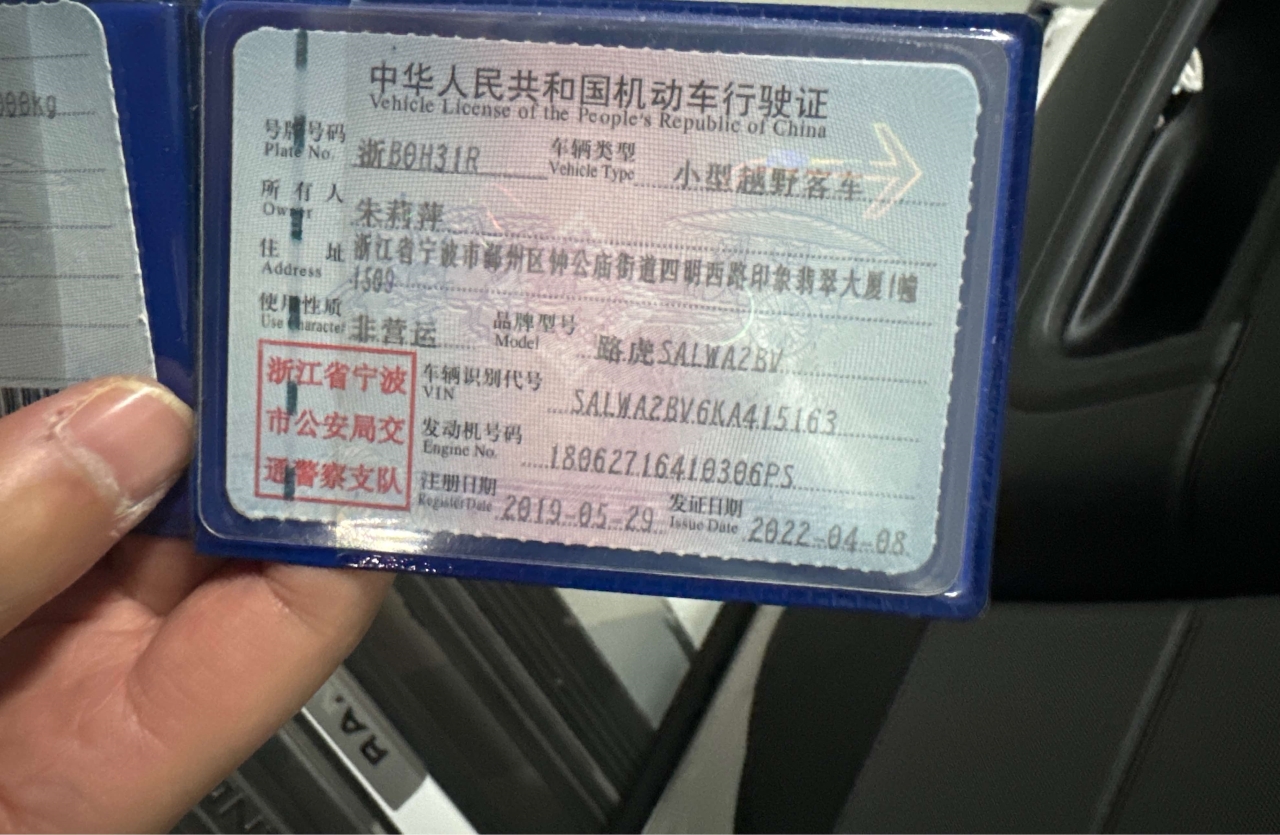 000kg
中华人民共和国机动车行驶证
Vehicle License of the People's Republic of China
号牌号码 浙B0H31R 车辆类型 小型越野客车
Plate No. Vehicle Type
所有人 朱莉萍
Owner
住址 浙江省宁波市鄞州区钟公庙街道四明西路印象翡翠大厦1幢
Address 1509
使用性质 非营运 品牌型号 路虎SALWA2BV
Use Character Model
浙江省宁波
市公安局交
通警察支队
车辆识别代号 SALWA2BV6KA415163
VIN
发动机号码 18062716410306PS
Engine No.
注册日期 2019-05-29 发证日期 2022-04-08
Register Date Issue Date
RA